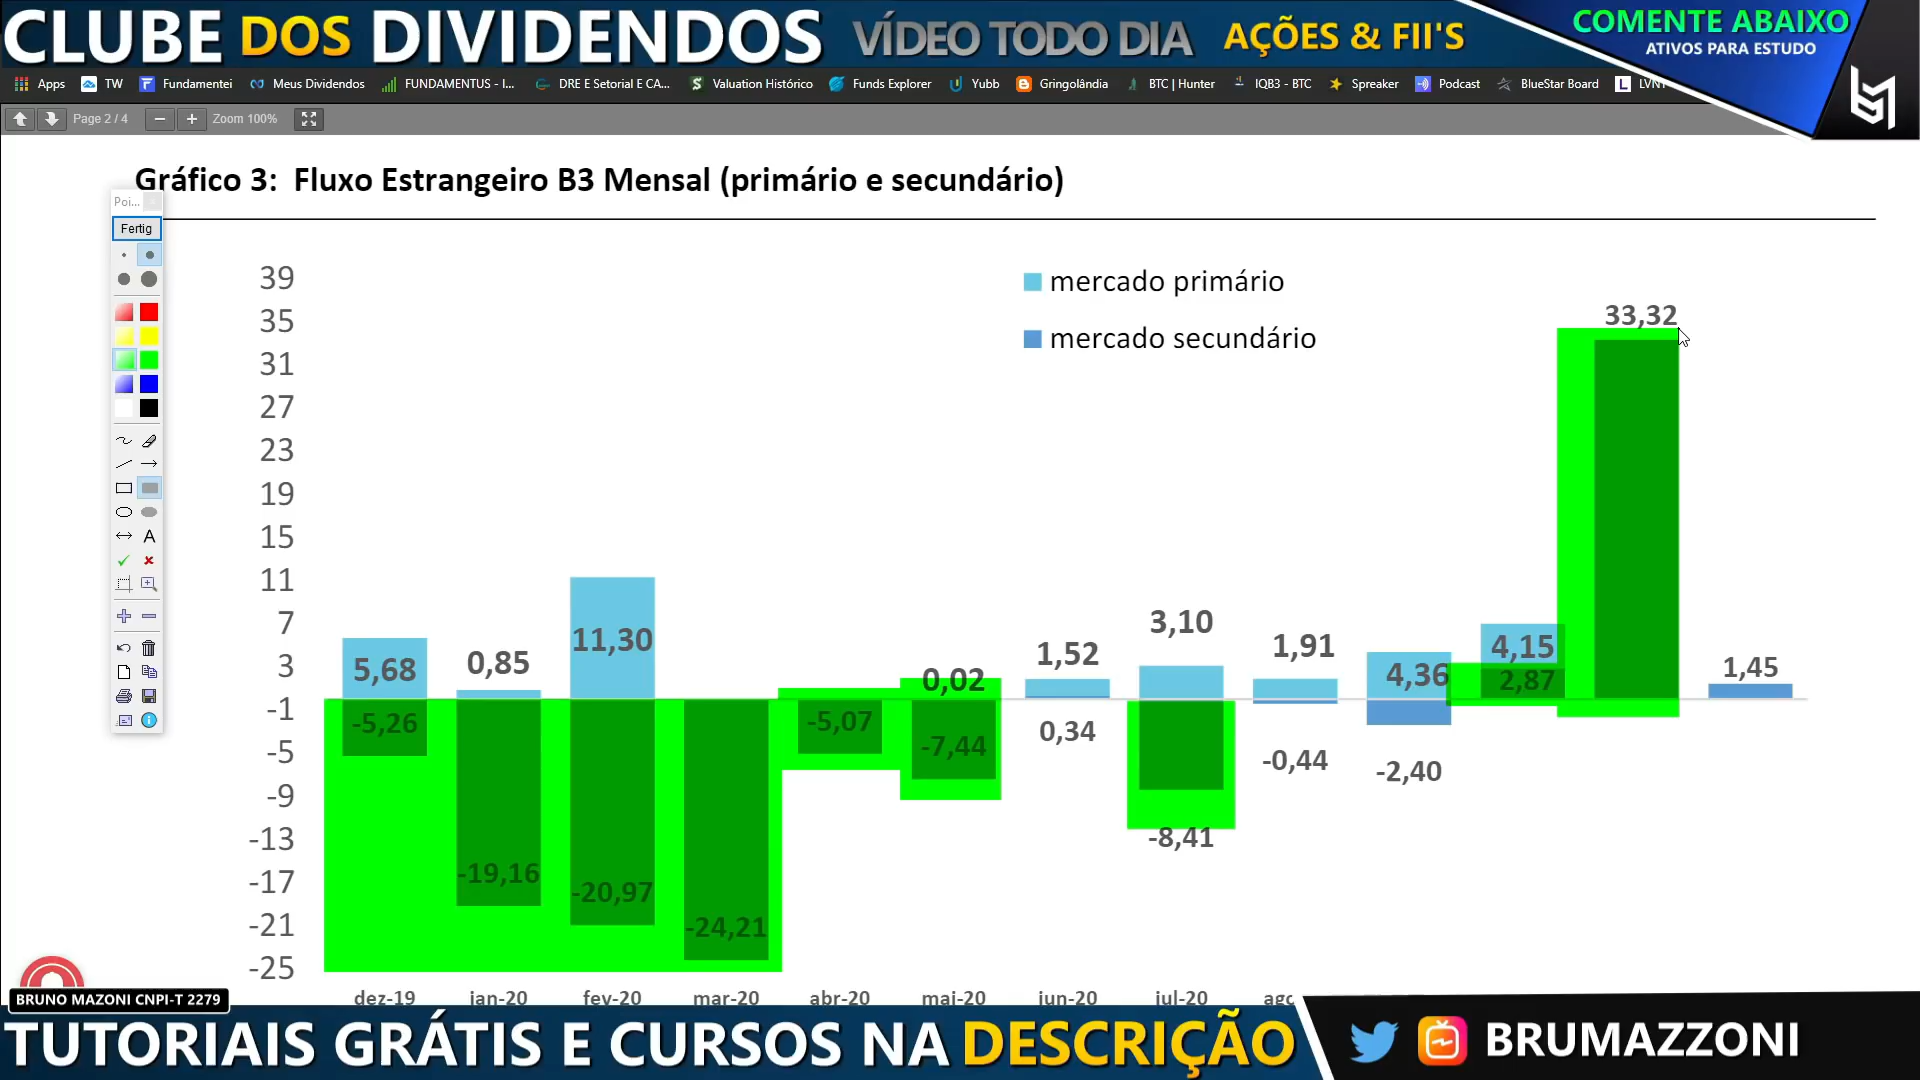 CLUBE DOS DIVIDENDOS VÍDEO TODO DIA AÇÕES & FII'S
COMENTE ABAIXO
ATIVOS PARA ESTUDO
Apps TW Fundamentei Meus Dividendos FUNDAMENTUS - I... DRE E Setorial E CA... Valuation Histórico Funds Explorer Yubb Gringolândia BTC | Hunter IQB3 - BTC Spreaker Podcast BlueStar Board
Page 2 / 4 Zoom 100%
Gráfico 3: Fluxo Estrangeiro B3 Mensal (primário e secundário)
Poi...
Fertig
A
mercado primário
mercado secundário
39
35
31
27
23
19
15
11
7
3
-1
-5
-9
-13
-17
-21
-25
5,68
0,85
11,30
0,02
1,52
3,10
1,91
4,36
4,15
33,32
1,45
-5,26
-19,16
-20,97
-24,21
-5,07
-7,44
0,34
-8,41
-0,44
-2,40
2,87
dez-19 jan-20 fev-20 mar-20 abr-20 mai-20 jun-20 jul-20
BRUNO MAZONI CNPI-T 2279
TUTORIAIS GRÁTIS E CURSOS NA DESCRIÇÃO
BRUMAZZONI